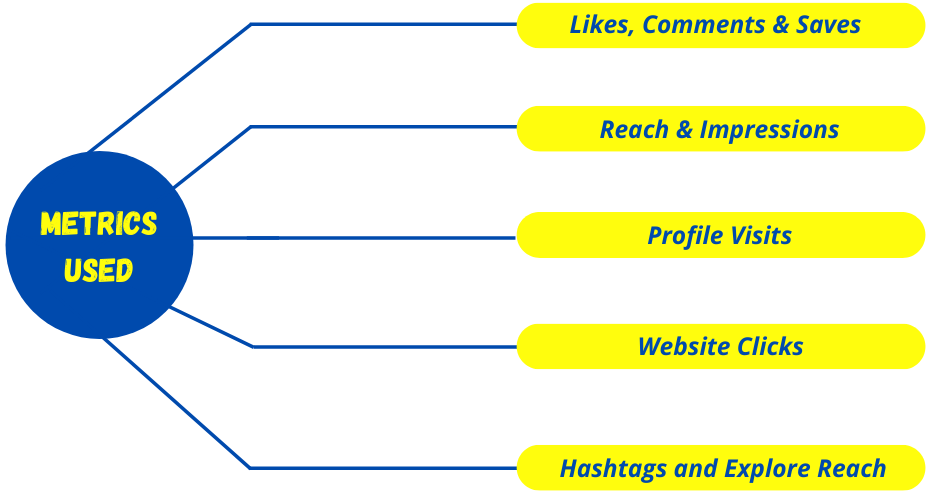 METRICS
USED
Likes, Comments & Saves
Reach & Impressions
Profile Visits
Website Clicks
Hashtags and Explore Reach